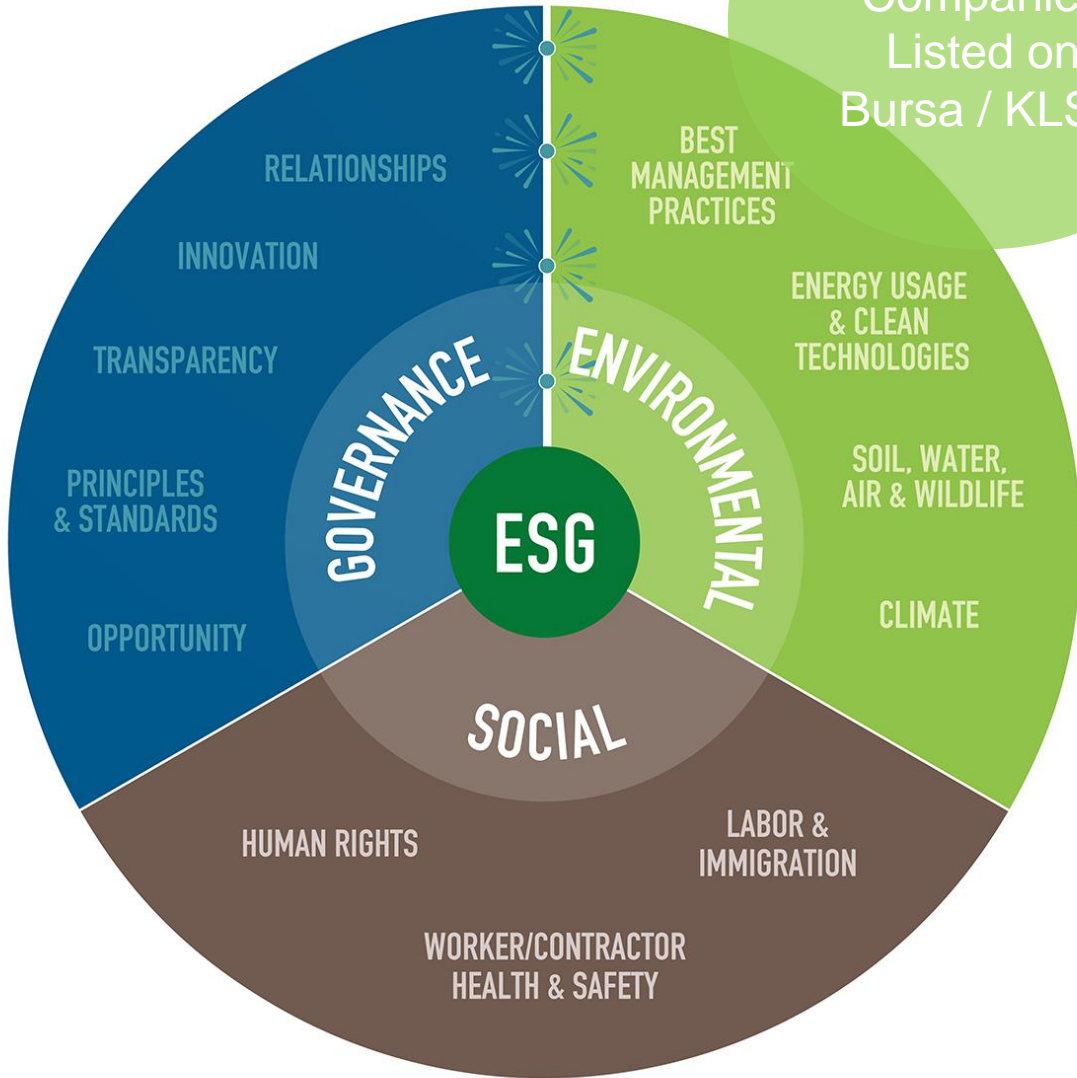 Listed on
Bursa /
RELATIONSHIPS
INNOVATION
TRANSPARENCY
PRINCIPLES
& STANDARDS
OPPORTUNITY
GOVERNANCE
BEST
MANAGEMENT
PRACTICES
ENERGY USAGE
& CLEAN
TECHNOLOGIES
SOIL, WATER,
AIR & WILDLIFE
CLIMATE
ENVIRONMENTAL
ESG
SOCIAL
HUMAN RIGHTS
LABOR &
IMMIGRATION
WORKER/CONTRACTOR
HEALTH & SAFETY